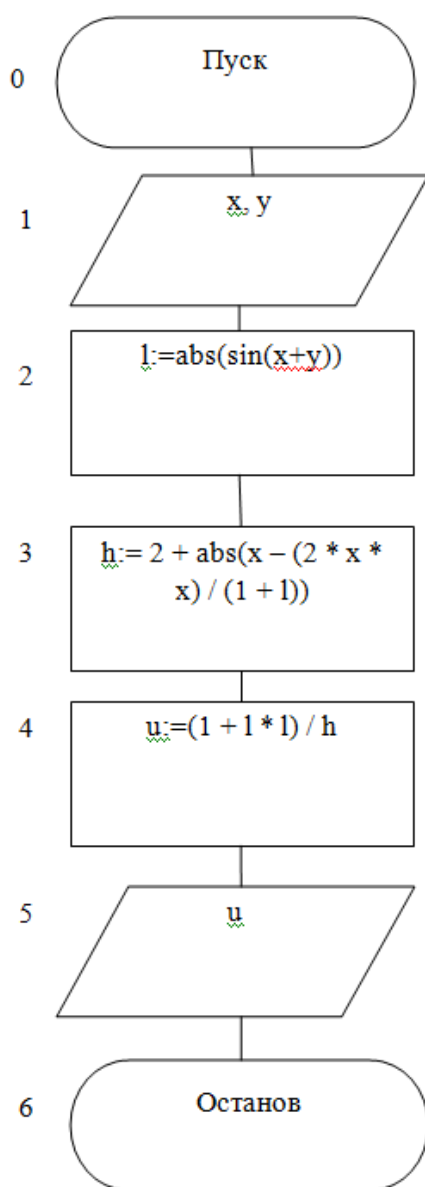 0
Пуск
1
x, y
2
l:=abs(sin(x+y))
3
h:= 2 + abs(x – (2 * x *
x) / (1 + l))
4
u:=(1 + l * l) / h
5
u
6
Останов